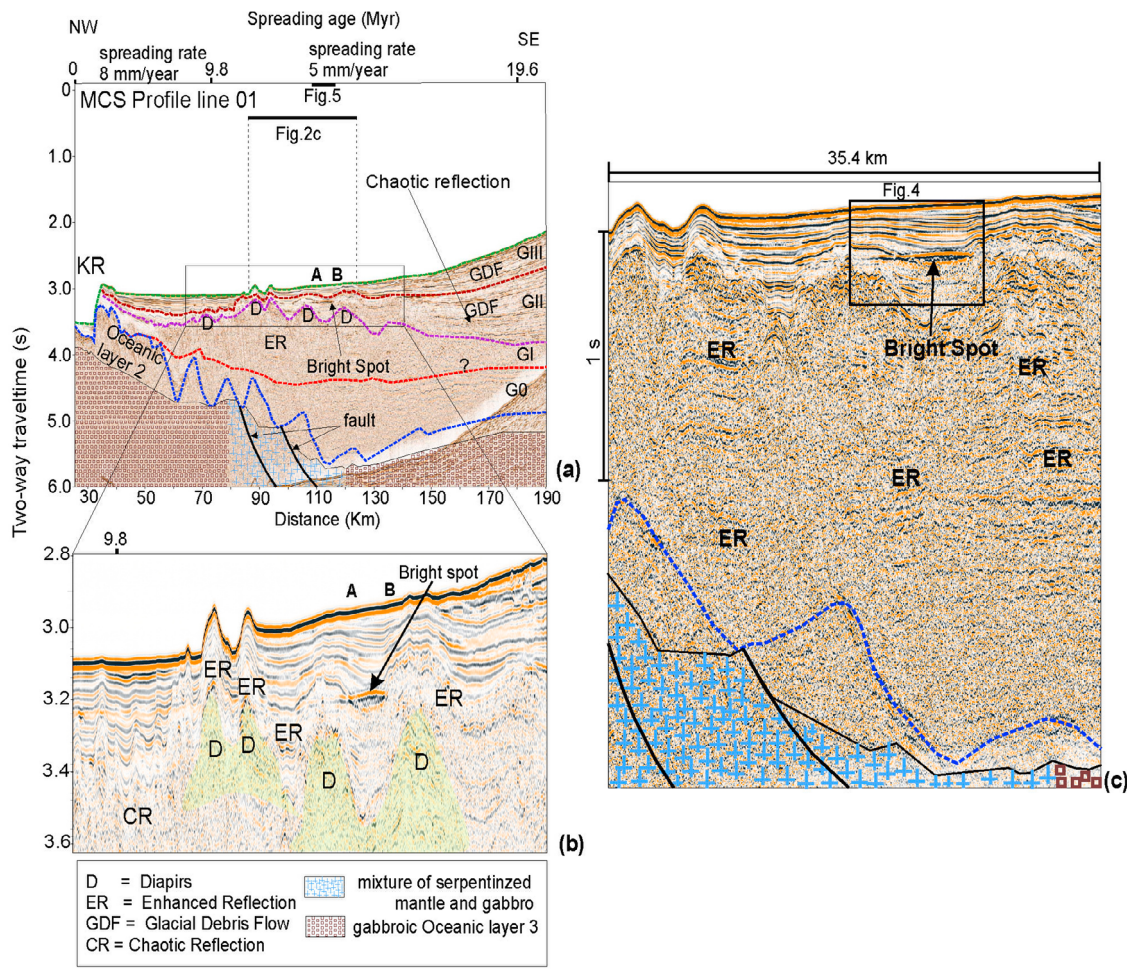 Spreading age (Myr)
NW
SE
spreading rate
8 mm/year
spreading rate
5 mm/year
0
9.8
19.6
Fig.5
MCS Profile line 01
Fig.2c
Chaotic reflection
KR
A B
GDF
GIII
GDF
GII
D D D D
ER
Oceanic
layer 2
Bright Spot
?
GI
G0
fault
0
1.0
2.0
3.0
4.0
5.0
6.0
Two-way traveltime (s)
30 50 70 90 110 130 150 170 190
Distance (Km)
(a)
9.8
2.8
3.0
3.2
3.4
3.6
A B
Bright spot
ER
ER
ER
ER
D D
D
D
CR
(b)
D = Diapirs
ER = Enhanced Reflection
GDF = Glacial Debris Flow
CR = Chaotic Reflection
mixture of serpentinzed
mantle and gabbro
gabbroic Oceanic layer 3
35.4 km
Fig.4
1 s
Bright Spot
ER
ER
ER
ER
ER
(c)